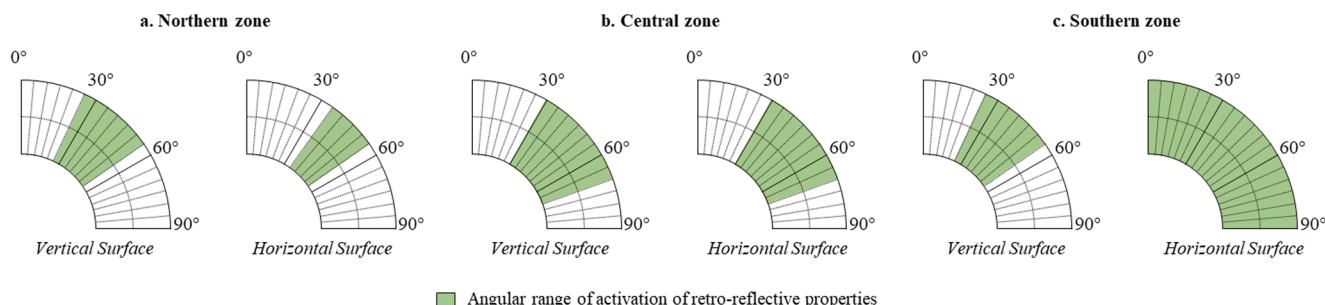 a. Northern zone
b. Central zone
c. Southern zone
0° 0° 0° 0° 0° 0°
30° 30° 30° 30° 30° 30°
60° 60° 60° 60° 60° 60°
90° 90° 90° 90° 90° 90°
Vertical Surface Horizontal Surface Vertical Surface Horizontal Surface Vertical Surface Horizontal Surface
Angular range of activation of retro-reflective properties